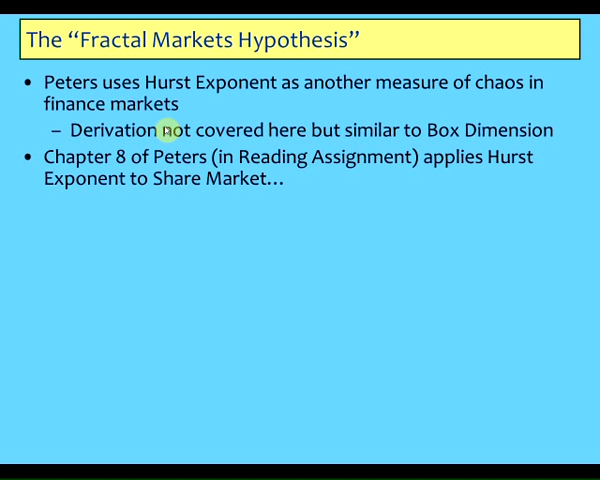 The “Fractal Markets Hypothesis”
• Peters uses Hurst Exponent as another measure of chaos in
finance markets
– Derivation not covered here but similar to Box Dimension
• Chapter 8 of Peters (in Reading Assignment) applies Hurst
Exponent to Share Market…